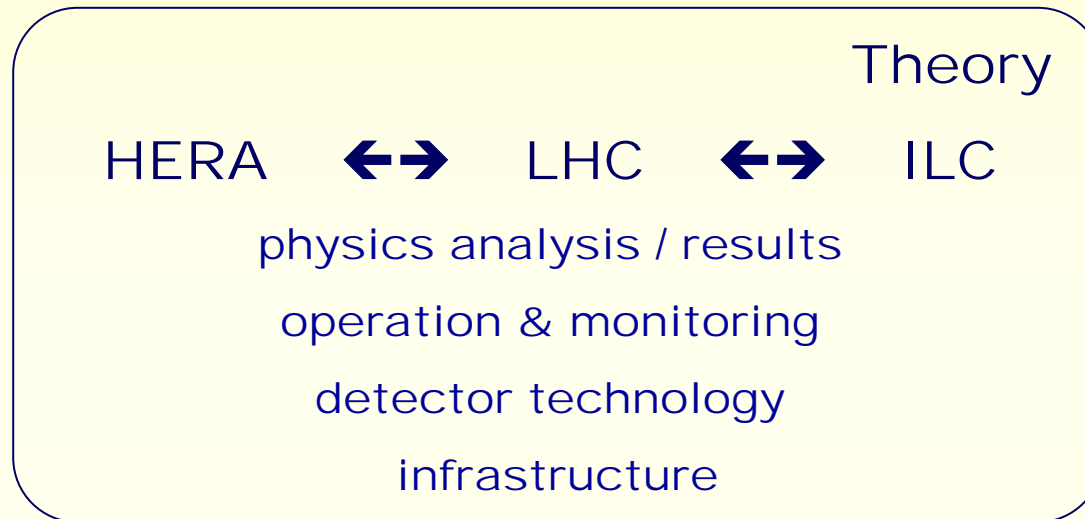 Theory
HERA ←→ LHC ←→ ILC
physics analysis / results
operation & monitoring
detector technology
infrastructure